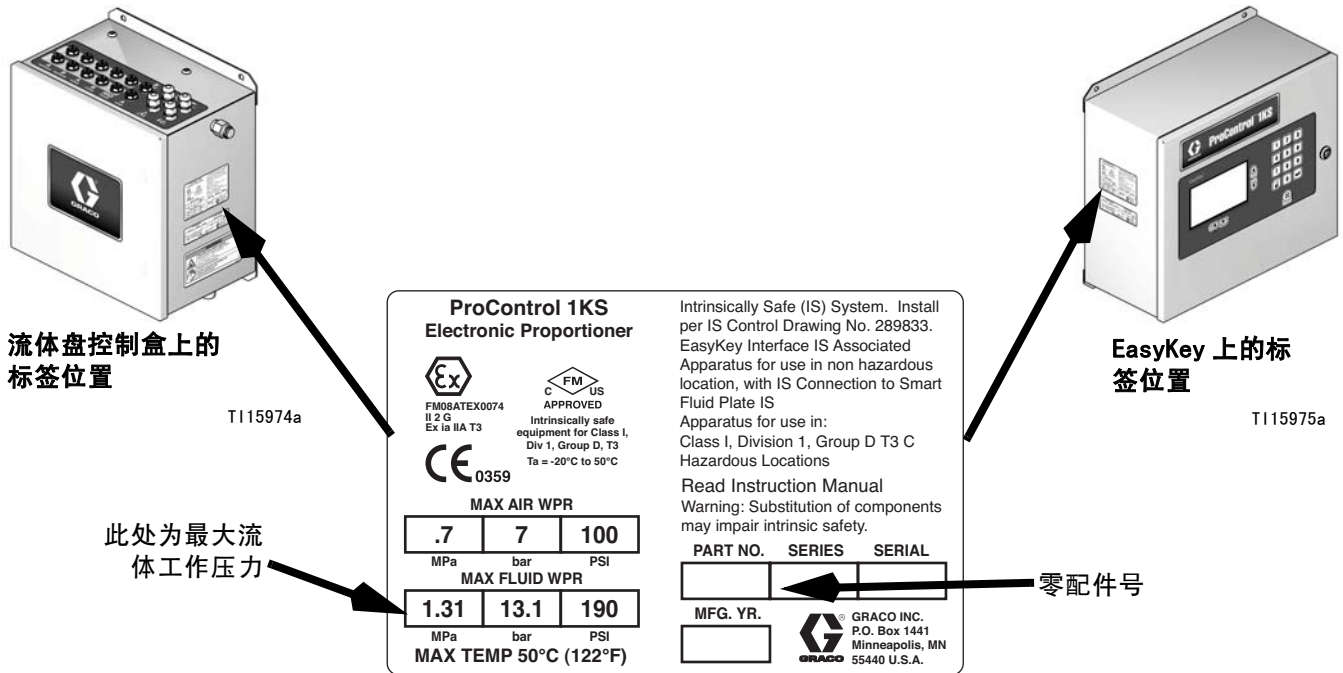 GRACO
ProControl 1KS
流体盘控制盒上的
标签位置
TI15974a
EasyKey 上的标
签位置
TI15975a
ProControl 1KS
Electronic Proportioner
Ex
FM08ATEX0074
II 2 G
Ex ia IIA T3
CE 0359
C FM US
APPROVED
Intrinsically safe
equipment for Class I,
Div 1, Group D, T3
Ta = -20°C to 50°C
MAX AIR WPR
.7 7 100
MPa bar PSI
MAX FLUID WPR
1.31 13.1 190
MPa bar PSI
MAX TEMP 50°C (122°F)
Intrinsically Safe (IS) System. Install
per IS Control Drawing No. 289833.
EasyKey Interface IS Associated
Apparatus for use in non hazardous
location, with IS Connection to Smart
Fluid Plate IS
Apparatus for use in:
Class I, Division 1, Group D T3 C
Hazardous Locations
Read Instruction Manual
Warning: Substitution of components
may impair intrinsic safety.
PART NO. SERIES SERIAL
MFG. YR.
GRACO ®
GRACO INC.
P.O. Box 1441
Minneapolis, MN
55440 U.S.A.
此处为最大流
体工作压力
零配件号